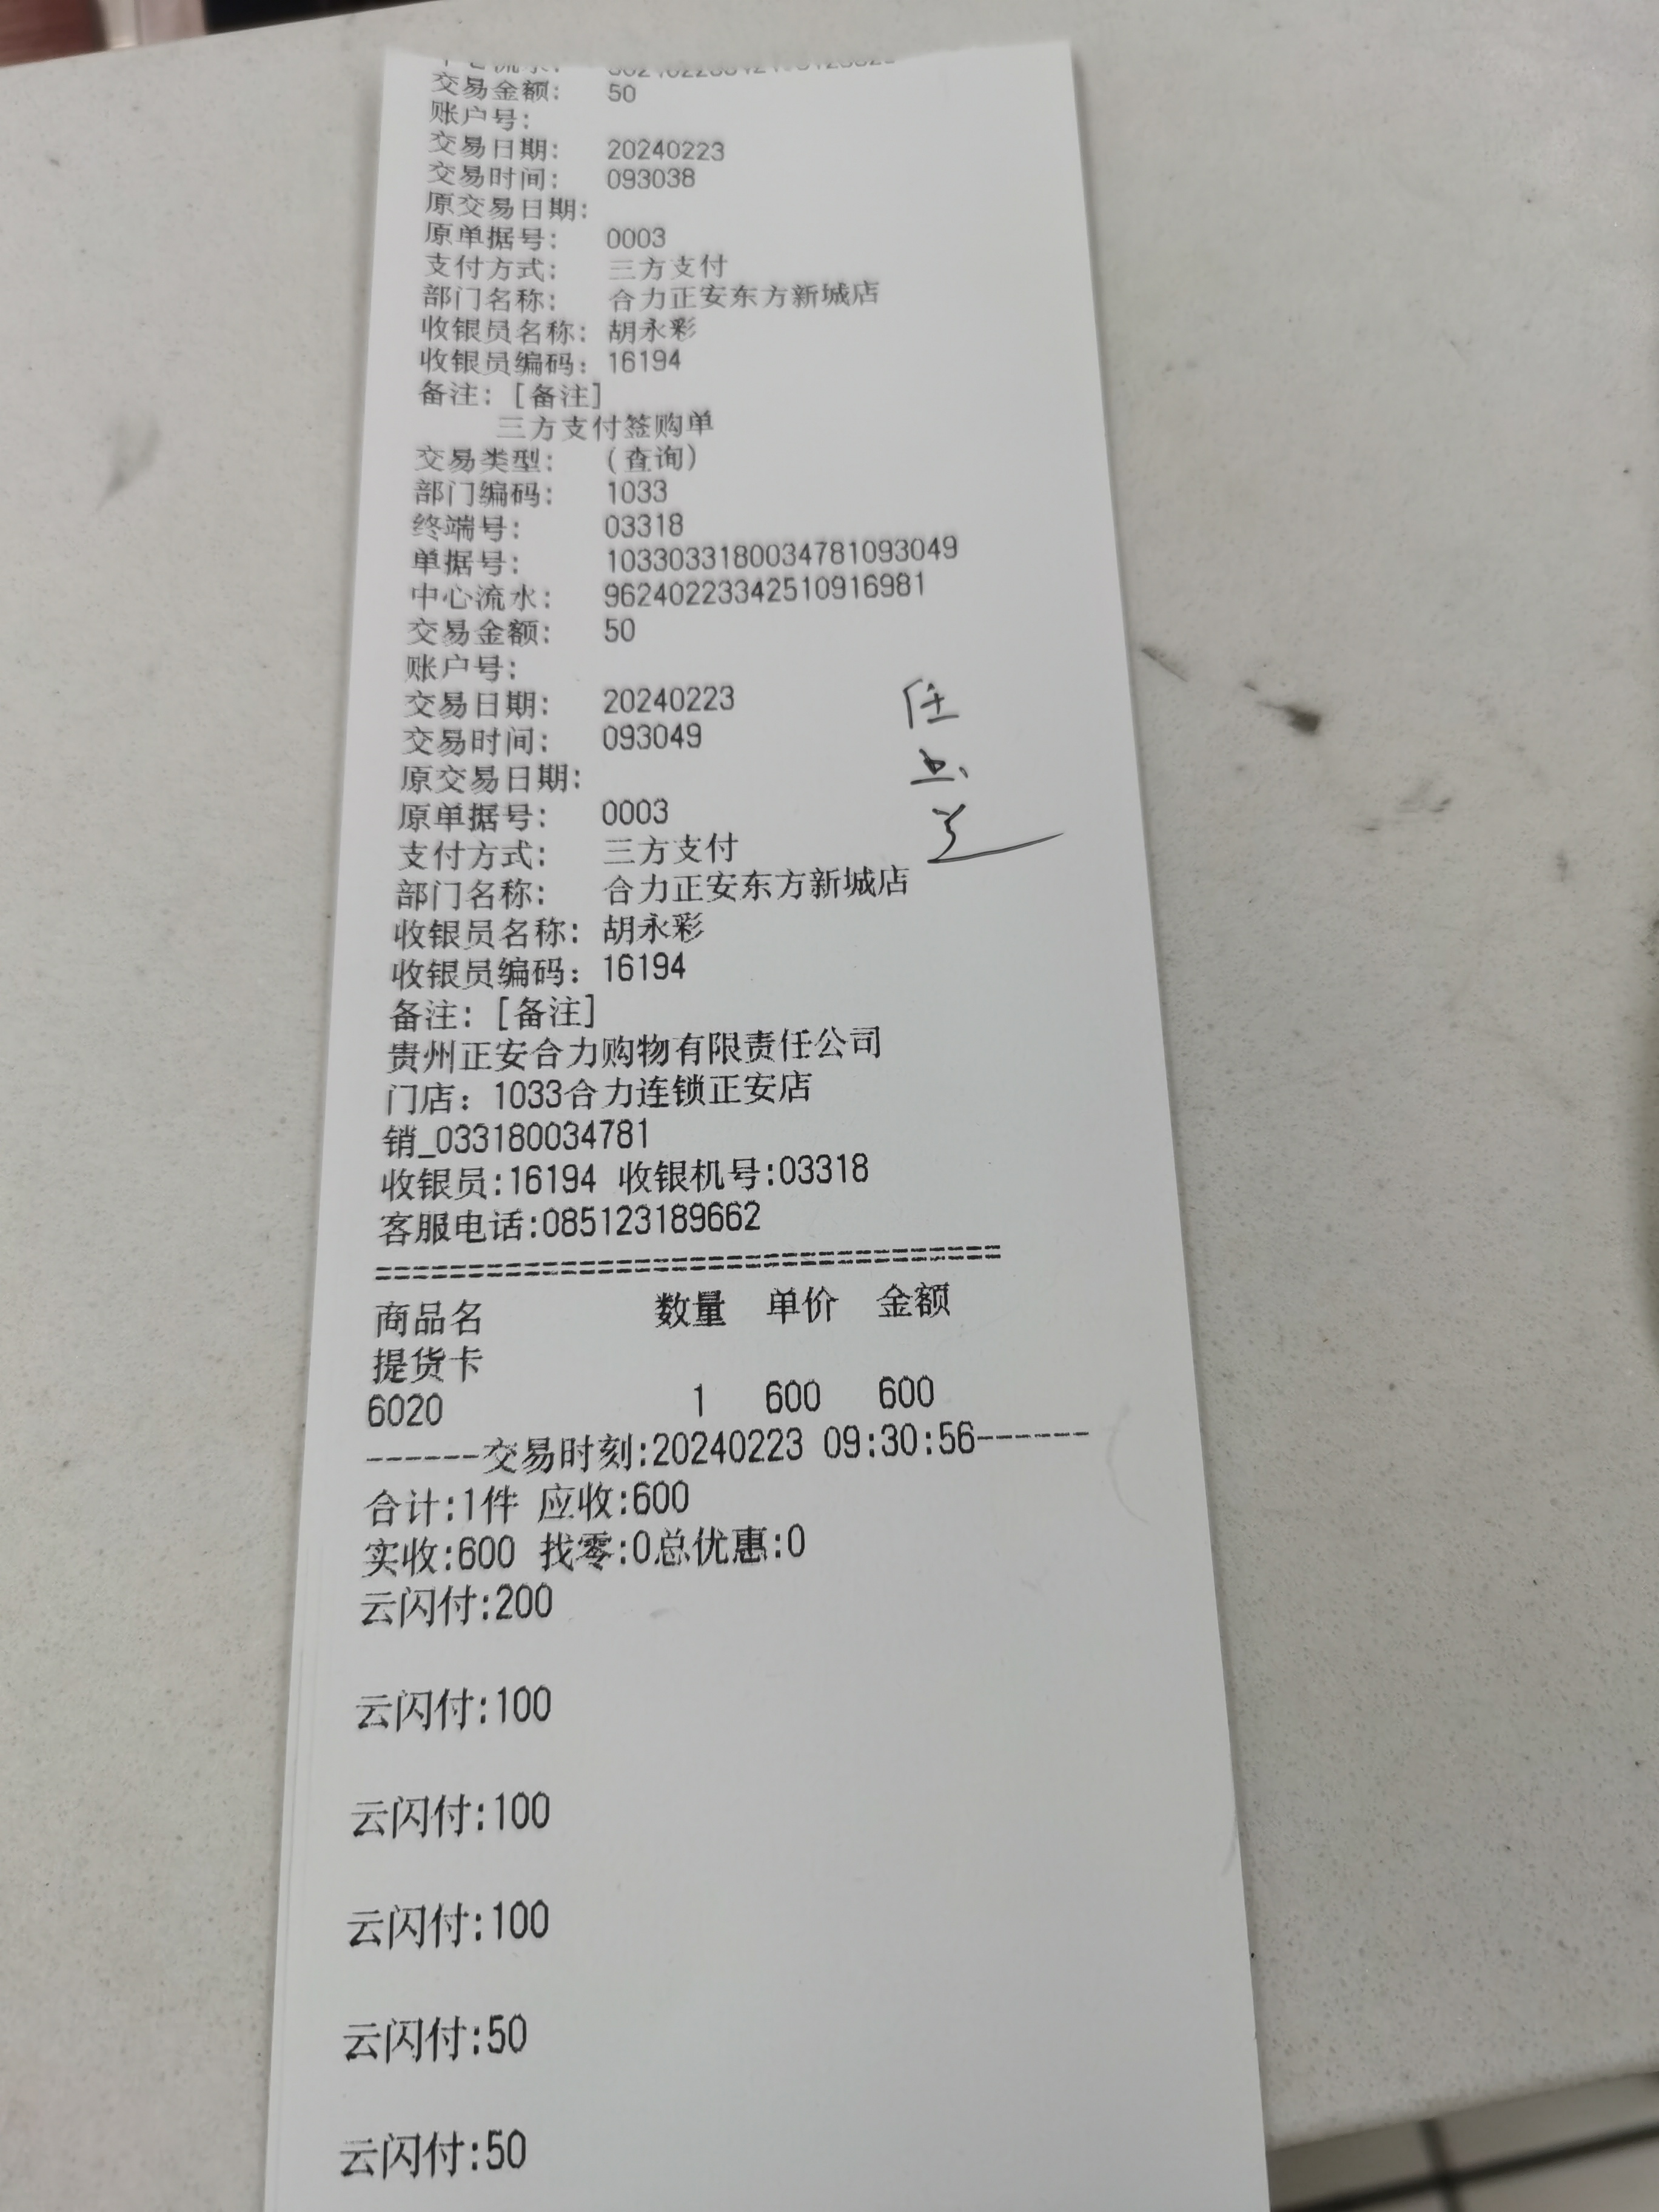 交易金额: 50
账户号:
交易日期: 20240223
交易时间: 093038
原交易日期:
原单据号: 0003
支付方式: 三方支付
部门名称: 合力正安东方新城店
收银员名称: 胡永彩
收银员编码: 16194
备注: [备注]
三方支付签购单
交易类型: (查询)
部门编码: 1033
终端号: 03318
单据号: 1033033180034781093049
中心流水: 96240223342510916981
交易金额: 50
账户号:
交易日期: 20240223
交易时间: 093049
原交易日期:
原单据号: 0003
支付方式: 三方支付
部门名称: 合力正安东方新城店
收银员名称: 胡永彩
收银员编码: 16194
备注: [备注]
贵州正安合力购物有限责任公司
门店: 1033合力连锁正安店
销_033180034781
收银员:16194 收银机号:03318
客服电话:085123189662
==================================
商品名 数量 单价 金额
提货卡
6020 1 600 600
------交易时刻:20240223 09:30:56------
合计:1件 应收:600
实收:600 找零:0总优惠:0
云闪付:200
云闪付:100
云闪付:100
云闪付:100
云闪付:50
云闪付:50